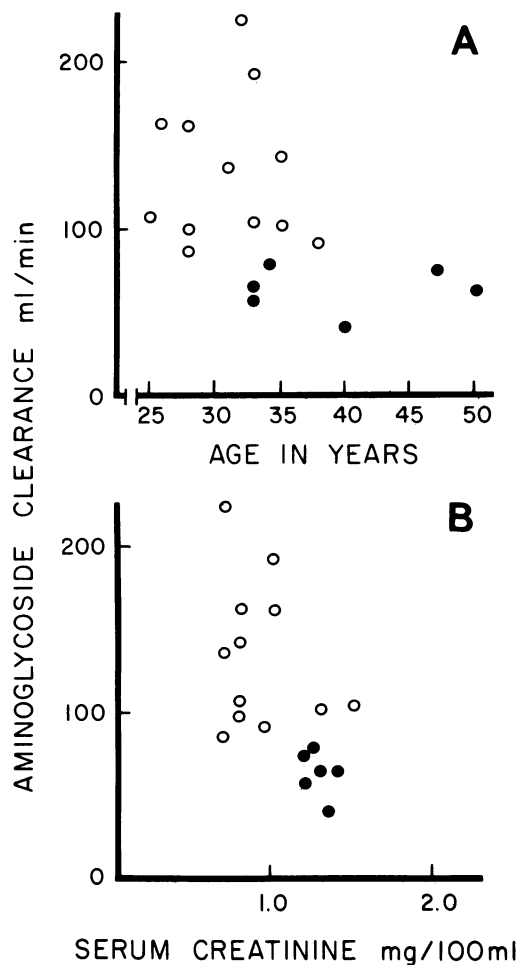 A
200
100
0
25 30 35 40 45 50
AGE IN YEARS
AMINOGLYCOSIDE CLEARANCE ml/min
B
200
100
0
1.0 2.0
SERUM CREATININE mg/100ml